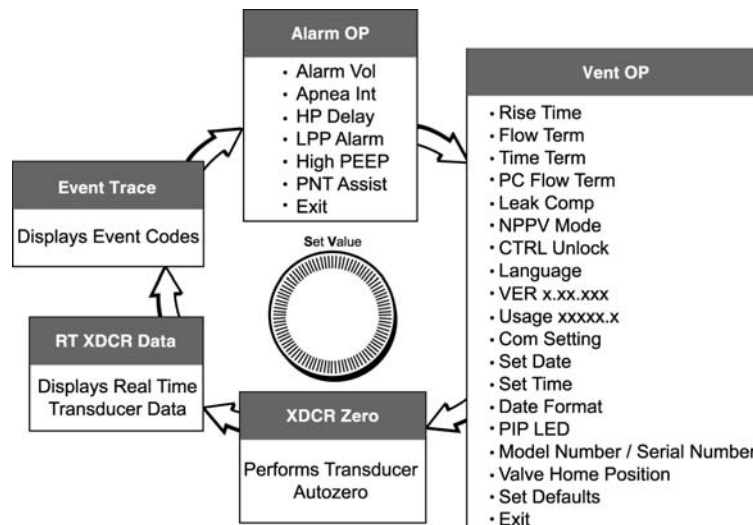 Alarm OP
• Alarm Vol
• Apnea Int
• HP Delay
• LPP Alarm
• High PEEP
• PNT Assist
• Exit
Vent OP
• Rise Time
• Flow Term
• Time Term
• PC Flow Term
• Leak Comp
• NPPV Mode
• CTRL Unlock
• Language
• VER x.xx.xxx
• Usage xxxxx.x
• Com Setting
• Set Date
• Set Time
• Date Format
• PIP LED
• Model Number / Serial Number
• Valve Home Position
• Set Defaults
• Exit
XDCR Zero
Performs Transducer
Autozero
RT XDCR Data
Displays Real Time
Transducer Data
Event Trace
Displays Event Codes
Set Value